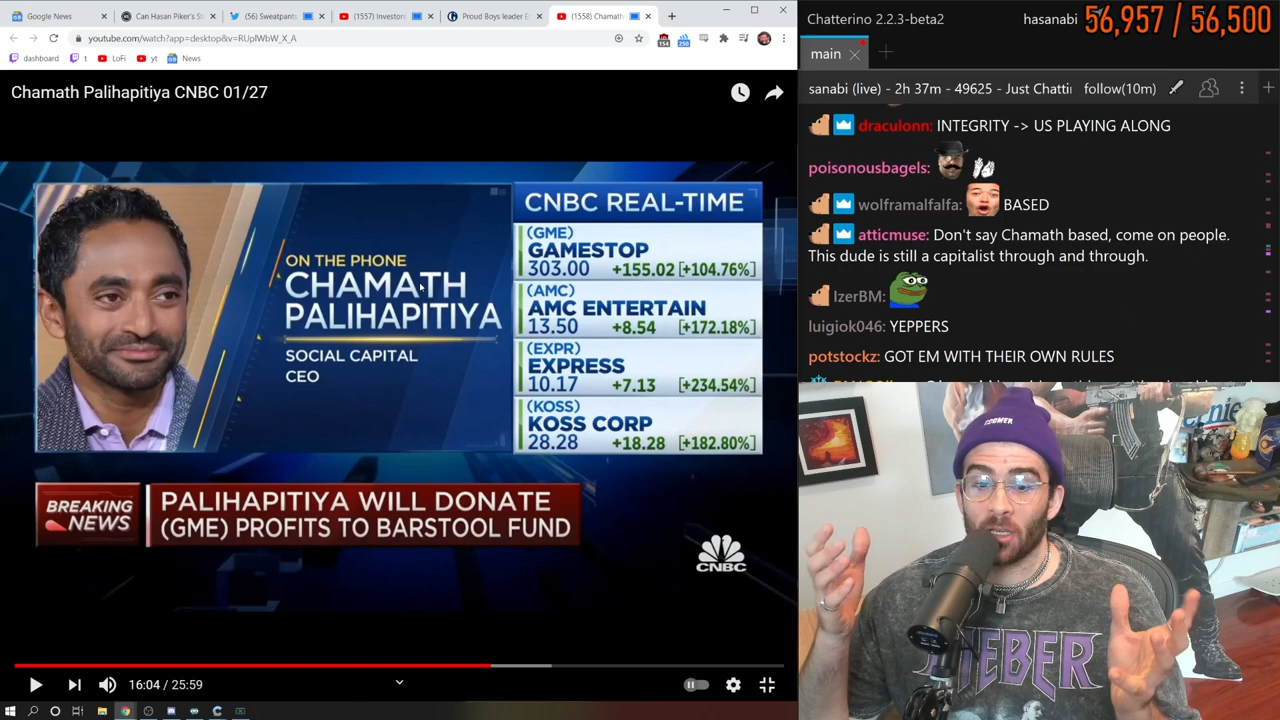 Google News
Can Hasan Piker's St
(56) Sweatpants
(1557) Investors
Proud Boys leader E
(1558) Chamath
youtube.com/watch?app=desktop&v=RUplWbW_X_A
154
250
dashboard
t
LoFi
yt
News
Chamath Palihapitiya CNBC 01/27
ON THE PHONE
CHAMATH
PALIHAPITIYA
SOCIAL CAPITAL
CEO
CNBC REAL-TIME
(GME)
GAMESTOP
303.00 +155.02 [+104.76%]
(AMC)
AMC ENTERTAIN
13.50 +8.54 [+172.18%]
(EXPR)
EXPRESS
10.17 +7.13 [+234.54%]
(KOSS)
KOSS CORP
28.28 +18.28 [+182.80%]
BREAKING
NEWS
PALIHAPITIYA WILL DONATE
(GME) PROFITS TO BARSTOOL FUND
CNBC
16:04 / 25:59
Chatterino 2.2.3-beta2
hasanabi
56,957 / 56,500
main
sanabi (live) - 2h 37m - 49625 - Just Chatti
follow(10m)
draculonn: INTEGRITY -> US PLAYING ALONG
poisonousbagels:
wolframalfalfa: BASED
atticmuse: Don't say Chamath based, come on people.
This dude is still a capitalist through and through.
IzerBM:
luigiok046: YEPPERS
potstockz: GOT EM WITH THEIR OWN RULES
BIEBER